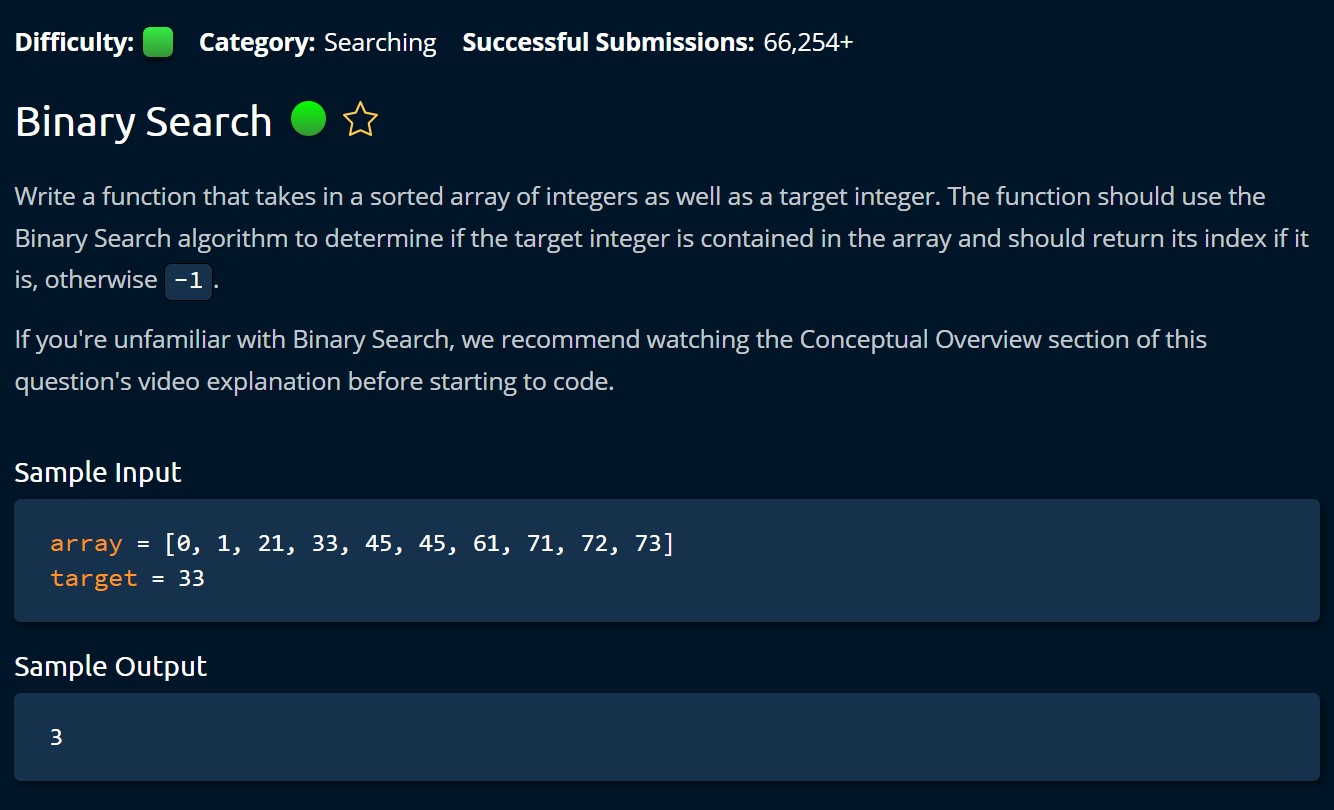 Difficulty: Category: Searching Successful Submissions: 66,254+
Binary Search
Write a function that takes in a sorted array of integers as well as a target integer. The function should use the
Binary Search algorithm to determine if the target integer is contained in the array and should return its index if it
is, otherwise -1 .
If you're unfamiliar with Binary Search, we recommend watching the Conceptual Overview section of this
question's video explanation before starting to code.
Sample Input
array = [0, 1, 21, 33, 45, 45, 61, 71, 72, 73]
target = 33
Sample Output
3